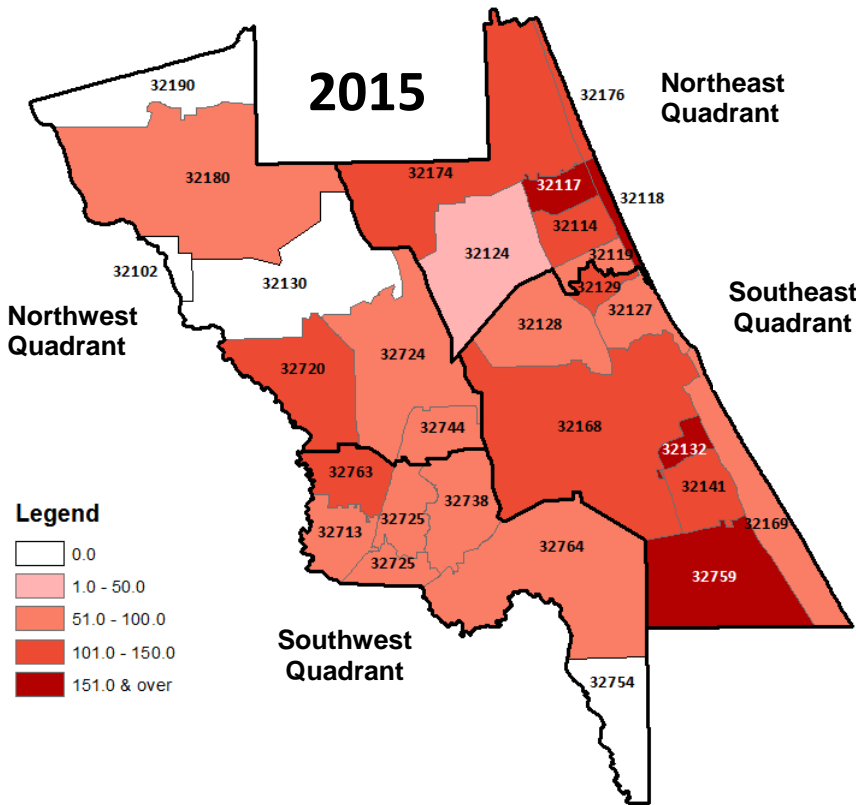 2015
Northeast
Quadrant
32190
32176
32180
32174
32117
32118
32114
32124
32119
32102
32130
32129
32127
Southeast
Quadrant
Northwest
Quadrant
32128
32724
32720
32744
32168
32132
32763
32141
32738
32725
32713
32169
32764
32725
32759
Legend
0.0
1.0 - 50.0
51.0 - 100.0
101.0 - 150.0
151.0 & over
Southwest
Quadrant
32754